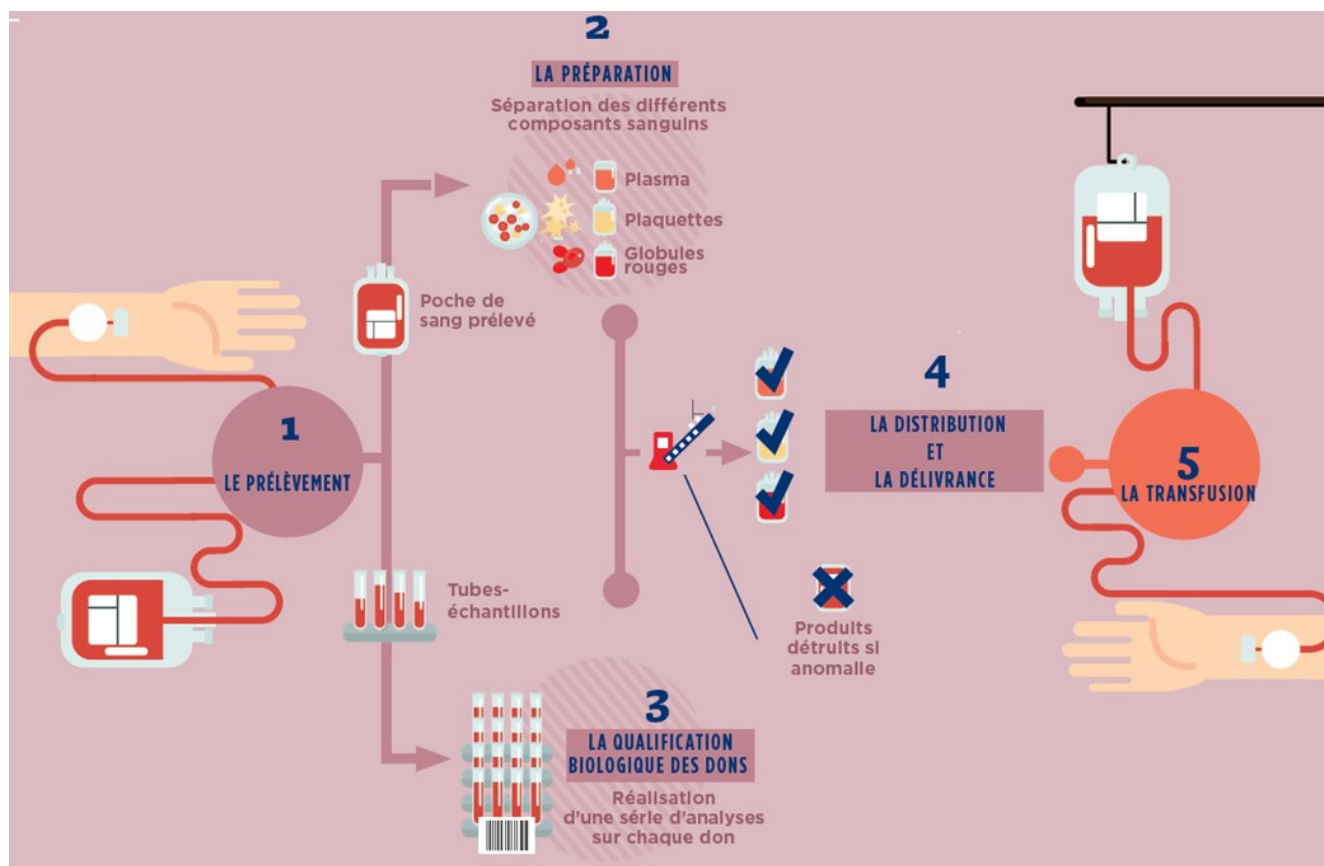 1
LE PRÉLÈVEMENT
Poche de
sang prélevé
Tubes-
échantillons
2
LA PRÉPARATION
Séparation des différents
composants sanguins
Plasma
Plaquettes
Globules
rouges
3
LA QUALIFICATION
BIOLOGIQUE DES DONS
Réalisation
d'une série d'analyses
sur chaque don
Produits
détruits si
anomalie
4
LA DISTRIBUTION
ET
LA DÉLIVRANCE
5
LA TRANSFUSION